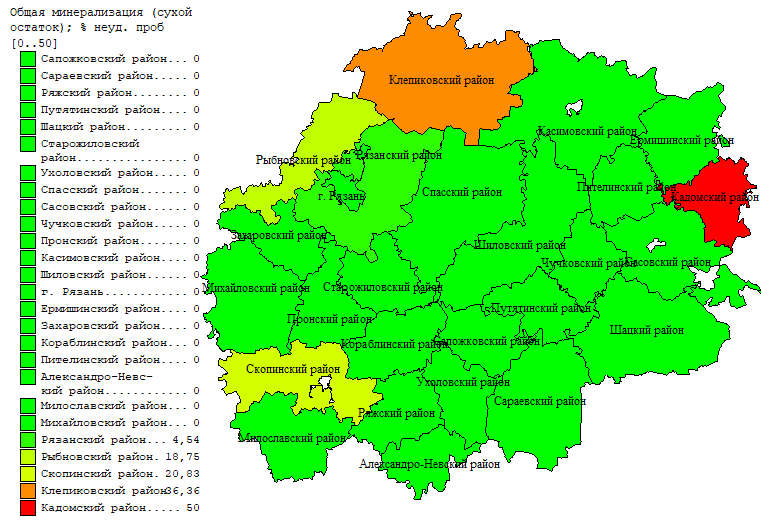 Общая минерализация (сухой
остаток); % неуд. проб
[0..50]
Сапожковский район... 0
Сараевский район..... 0
Ряжский район........ 0
Путятинский район.... 0
Шацкий район......... 0
Старожиловский
район................ 0
Ухоловский район..... 0
Спасский район....... 0
Сасовский район...... 0
Чучковский район..... 0
Пронский район....... 0
Касимовский район.... 0
Шиловский район...... 0
г. Рязань............ 0
Ермишинский район.... 0
Захаровский район.... 0
Кораблинский район... 0
Пителинский район.... 0
Александро-Невс-
кий район............ 0
Милославский район... 0
Михайловский район... 0
Рязанский район... 4,54
Рыбновский район. 18,75
Скопинский район. 20,83
Клепиковский район36,36
Кадомский район..... 50
Клепиковский район
Касимовский район
Ермишинский район
Рыбновский район
Рязанский район
г. Рязань
Спасский район
Пителинский район
Кадомский район
Захаровский район
Шиловский район
Чучковский район
Сасовский район
Михайловский район
Старожиловский район
Путятинский район
Пронский район
Шацкий район
Кораблинский район
Сапожковский район
Скопинский район
Ухоловский район
Сараевский район
Ряжский район
Милославский район
Александро-Невский район